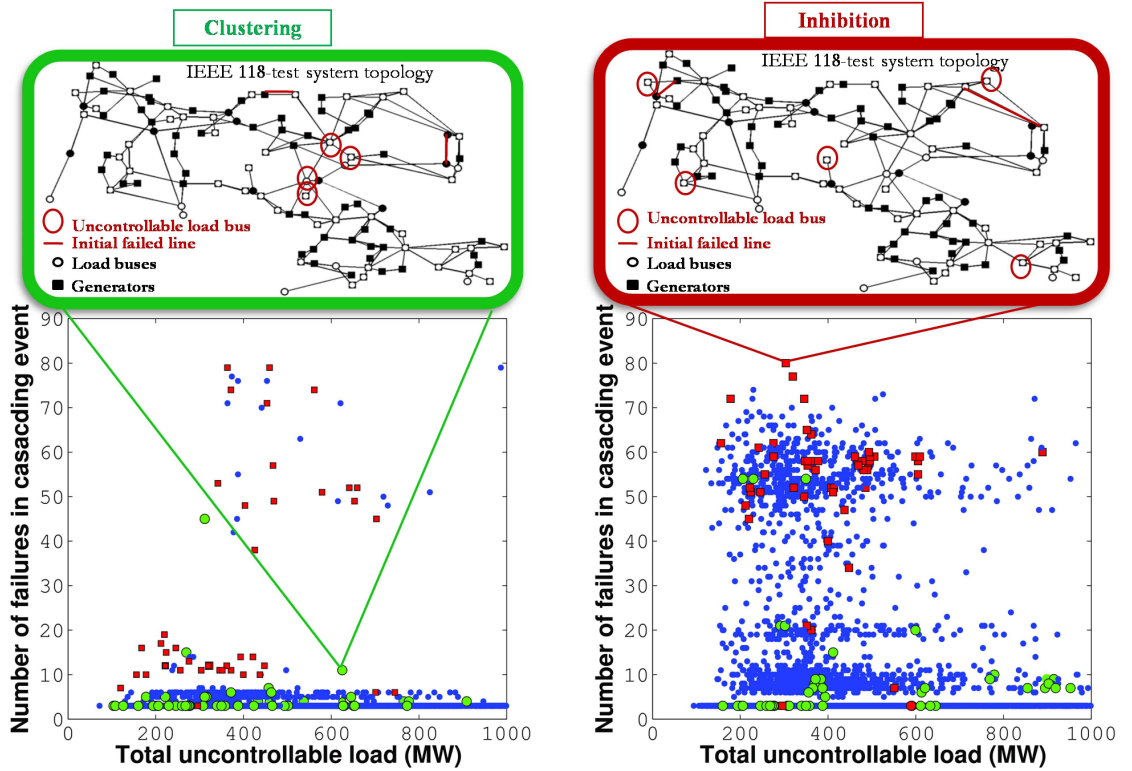 Clustering
IEEE 118-test system topology
Uncontrollable load bus
Initial failed line
Load buses
Generators
90
80
70
60
50
40
30
20
10
0
Number of failures in casacding event
0 200 400 600 800 1000
Total uncontrollable load (MW)
Inhibition
IEEE 118-test system topology
Uncontrollable load bus
Initial failed line
Load buses
Generators
90
80
70
60
50
40
30
20
10
0
Number of failures in casacdding event
0 200 400 600 800 1000
Total uncontrollable load (MW)